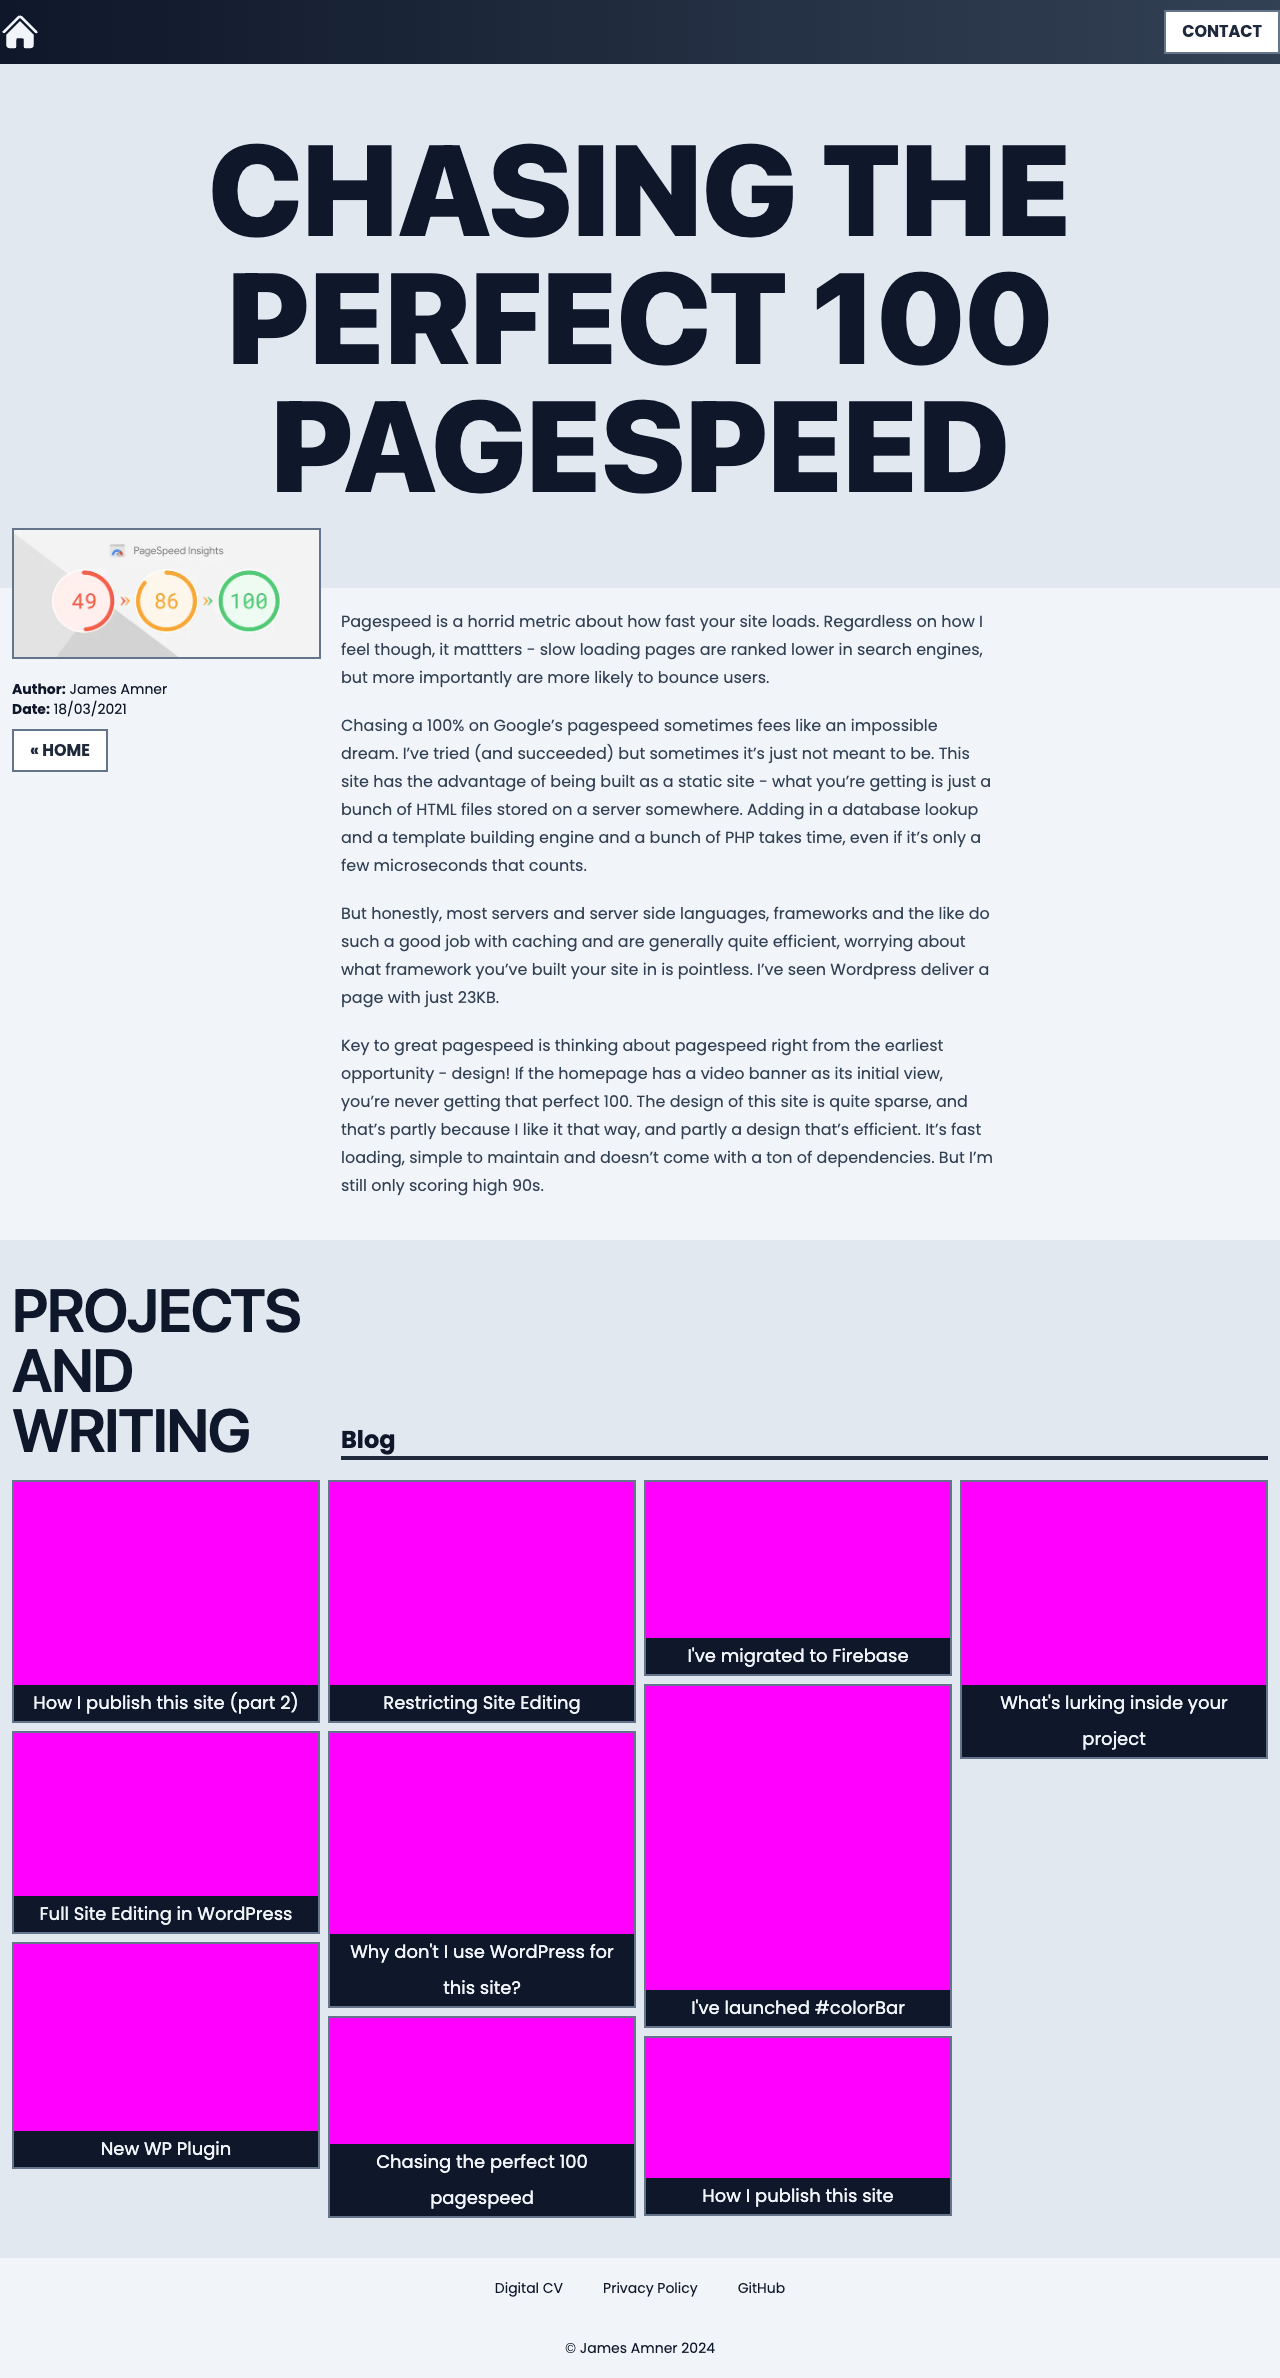 CONTACT
CHASING THE
PERFECT 100
PAGESPEED
PageSpeed Insights
49 » 86 » 100
Author: James Amner
Date: 18/03/2021
« HOME
Pagespeed is a horrid metric about how fast your site loads. Regardless on how I
feel though, it mattters - slow loading pages are ranked lower in search engines,
but more importantly are more likely to bounce users.
Chasing a 100% on Google’s pagespeed sometimes fees like an impossible
dream. I’ve tried (and succeeded) but sometimes it’s just not meant to be. This
site has the advantage of being built as a static site - what you’re getting is just a
bunch of HTML files stored on a server somewhere. Adding in a database lookup
and a template building engine and a bunch of PHP takes time, even if it’s only a
few microseconds that counts.
But honestly, most servers and server side languages, frameworks and the like do
such a good job with caching and are generally quite efficient, worrying about
what framework you’ve built your site in is pointless. I’ve seen Wordpress deliver a
page with just 23KB.
Key to great pagespeed is thinking about pagespeed right from the earliest
opportunity - design! If the homepage has a video banner as its initial view,
you’re never getting that perfect 100. The design of this site is quite sparse, and
that’s partly because I like it that way, and partly a design that’s efficient. It’s fast
loading, simple to maintain and doesn’t come with a ton of dependencies. But I’m
still only scoring high 90s.
PROJECTS
AND
WRITING
Blog
How I publish this site (part 2)
Full Site Editing in WordPress
New WP Plugin
Restricting Site Editing
Why don't I use WordPress for
this site?
Chasing the perfect 100
pagespeed
I've migrated to Firebase
I've launched #colorBar
How I publish this site
What's lurking inside your
project
Digital CV
Privacy Policy
GitHub
© James Amner 2024